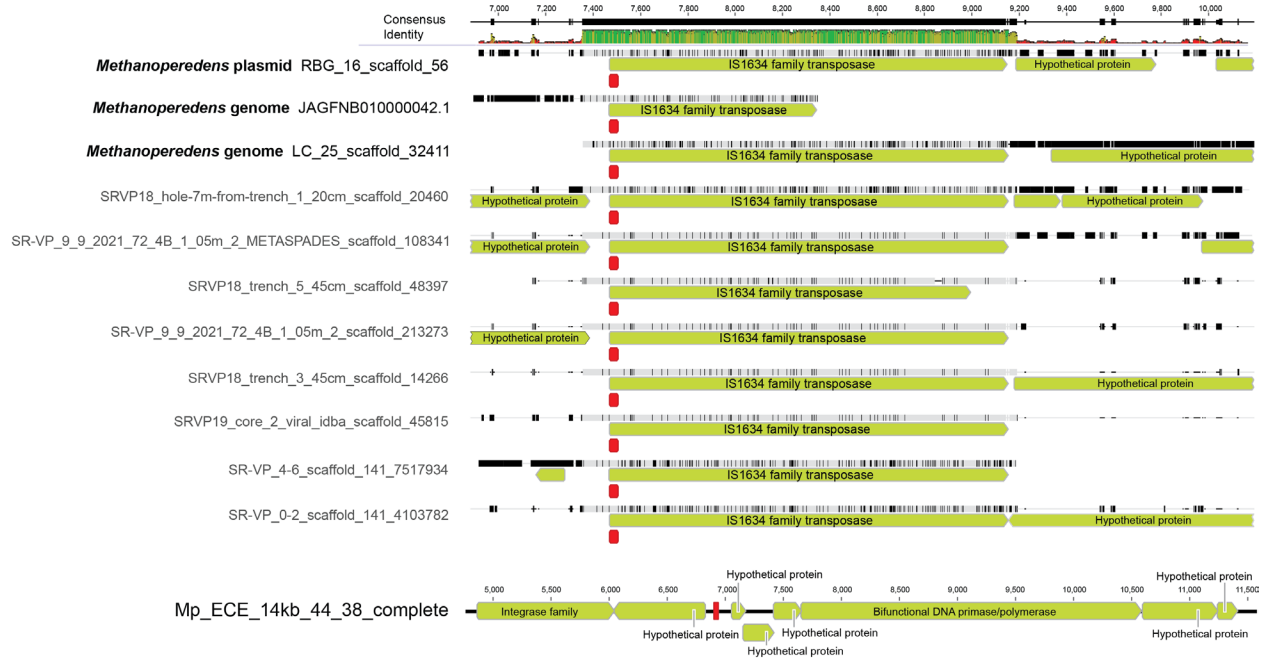 Consensus
7,000 7,200 7,400 7,600 7,800 8,000 8,200 8,400 8,600 8,800 9,000 9,200 9,400 9,600 9,800 10,000
Identity
Methanoperedens plasmid RBG_16_scaffold_56
IS1634 family transposase Hypothetical protein
Methanoperedens genome JAGFNB010000042.1
IS1634 family transposase
Methanoperedens genome LC_25_scaffold_32411
IS1634 family transposase Hypothetical protein
SRVP18_hole-7m-from-trench_1_20cm_scaffold_20460
Hypothetical protein IS1634 family transposase Hypothetical protein
SR-VP_9_9_2021_72_4B_1_05m_2_METASPADES_scaffold_108341
Hypothetical protein IS1634 family transposase
SRVP18_trench_5_45cm_scaffold_48397
IS1634 family transposase
SR-VP_9_9_2021_72_4B_1_05m_2_scaffold_213273
Hypothetical protein IS1634 family transposase
SRVP18_trench_3_45cm_scaffold_14266
IS1634 family transposase Hypothetical protein
SRVP19_core_2_viral_idba_scaffold_45815
IS1634 family transposase
SR-VP_4-6_scaffold_141_7517934
IS1634 family transposase
SR-VP_0-2_scaffold_141_4103782
IS1634 family transposase Hypothetical protein
Hypothetical protein Hypothetical protein
5,000 5,500 6,000 6,500 7,000 7,500 8,000 8,500 9,000 9,500 10,000 10,500 11,000 11,500
Mp_ECE_14kb_44_38_complete
Integrase family Bifunctional DNA primase/polymerase
Hypothetical protein Hypothetical protein Hypothetical protein
Hypothetical protein